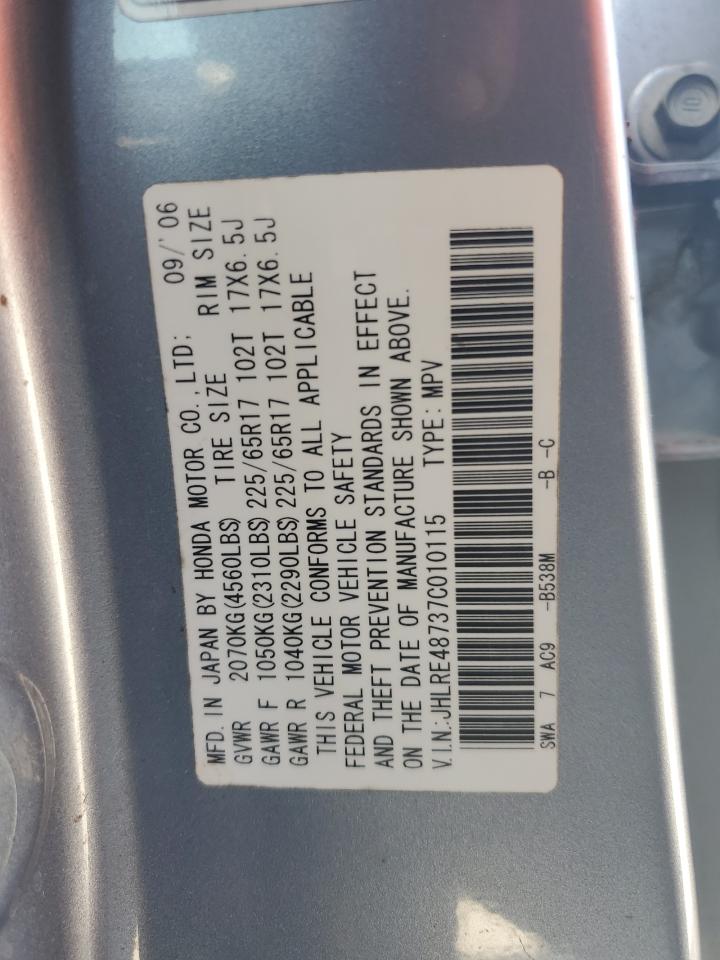 MFD. IN JAPAN BY HONDA MOTOR CO., LTD: 09/'06
GVWR 2070KG(4560LBS) TIRE SIZE RIM SIZE
GAWR F 1050KG(2310LBS) 225/65R17 102T 17X6.5J
GAWR R 1040KG(2290LBS) 225/65R17 102T 17X6.5J
THIS VEHICLE CONFORMS TO ALL APPLICABLE
FEDERAL MOTOR VEHICLE SAFETY
AND THEFT PREVENTION STANDARDS IN EFFECT
ON THE DATE OF MANUFACTURE SHOWN ABOVE.
V.I.N.:JHLRE48737C010115 TYPE: MPV
SWA 7 AC9 -B538M -B -C
10